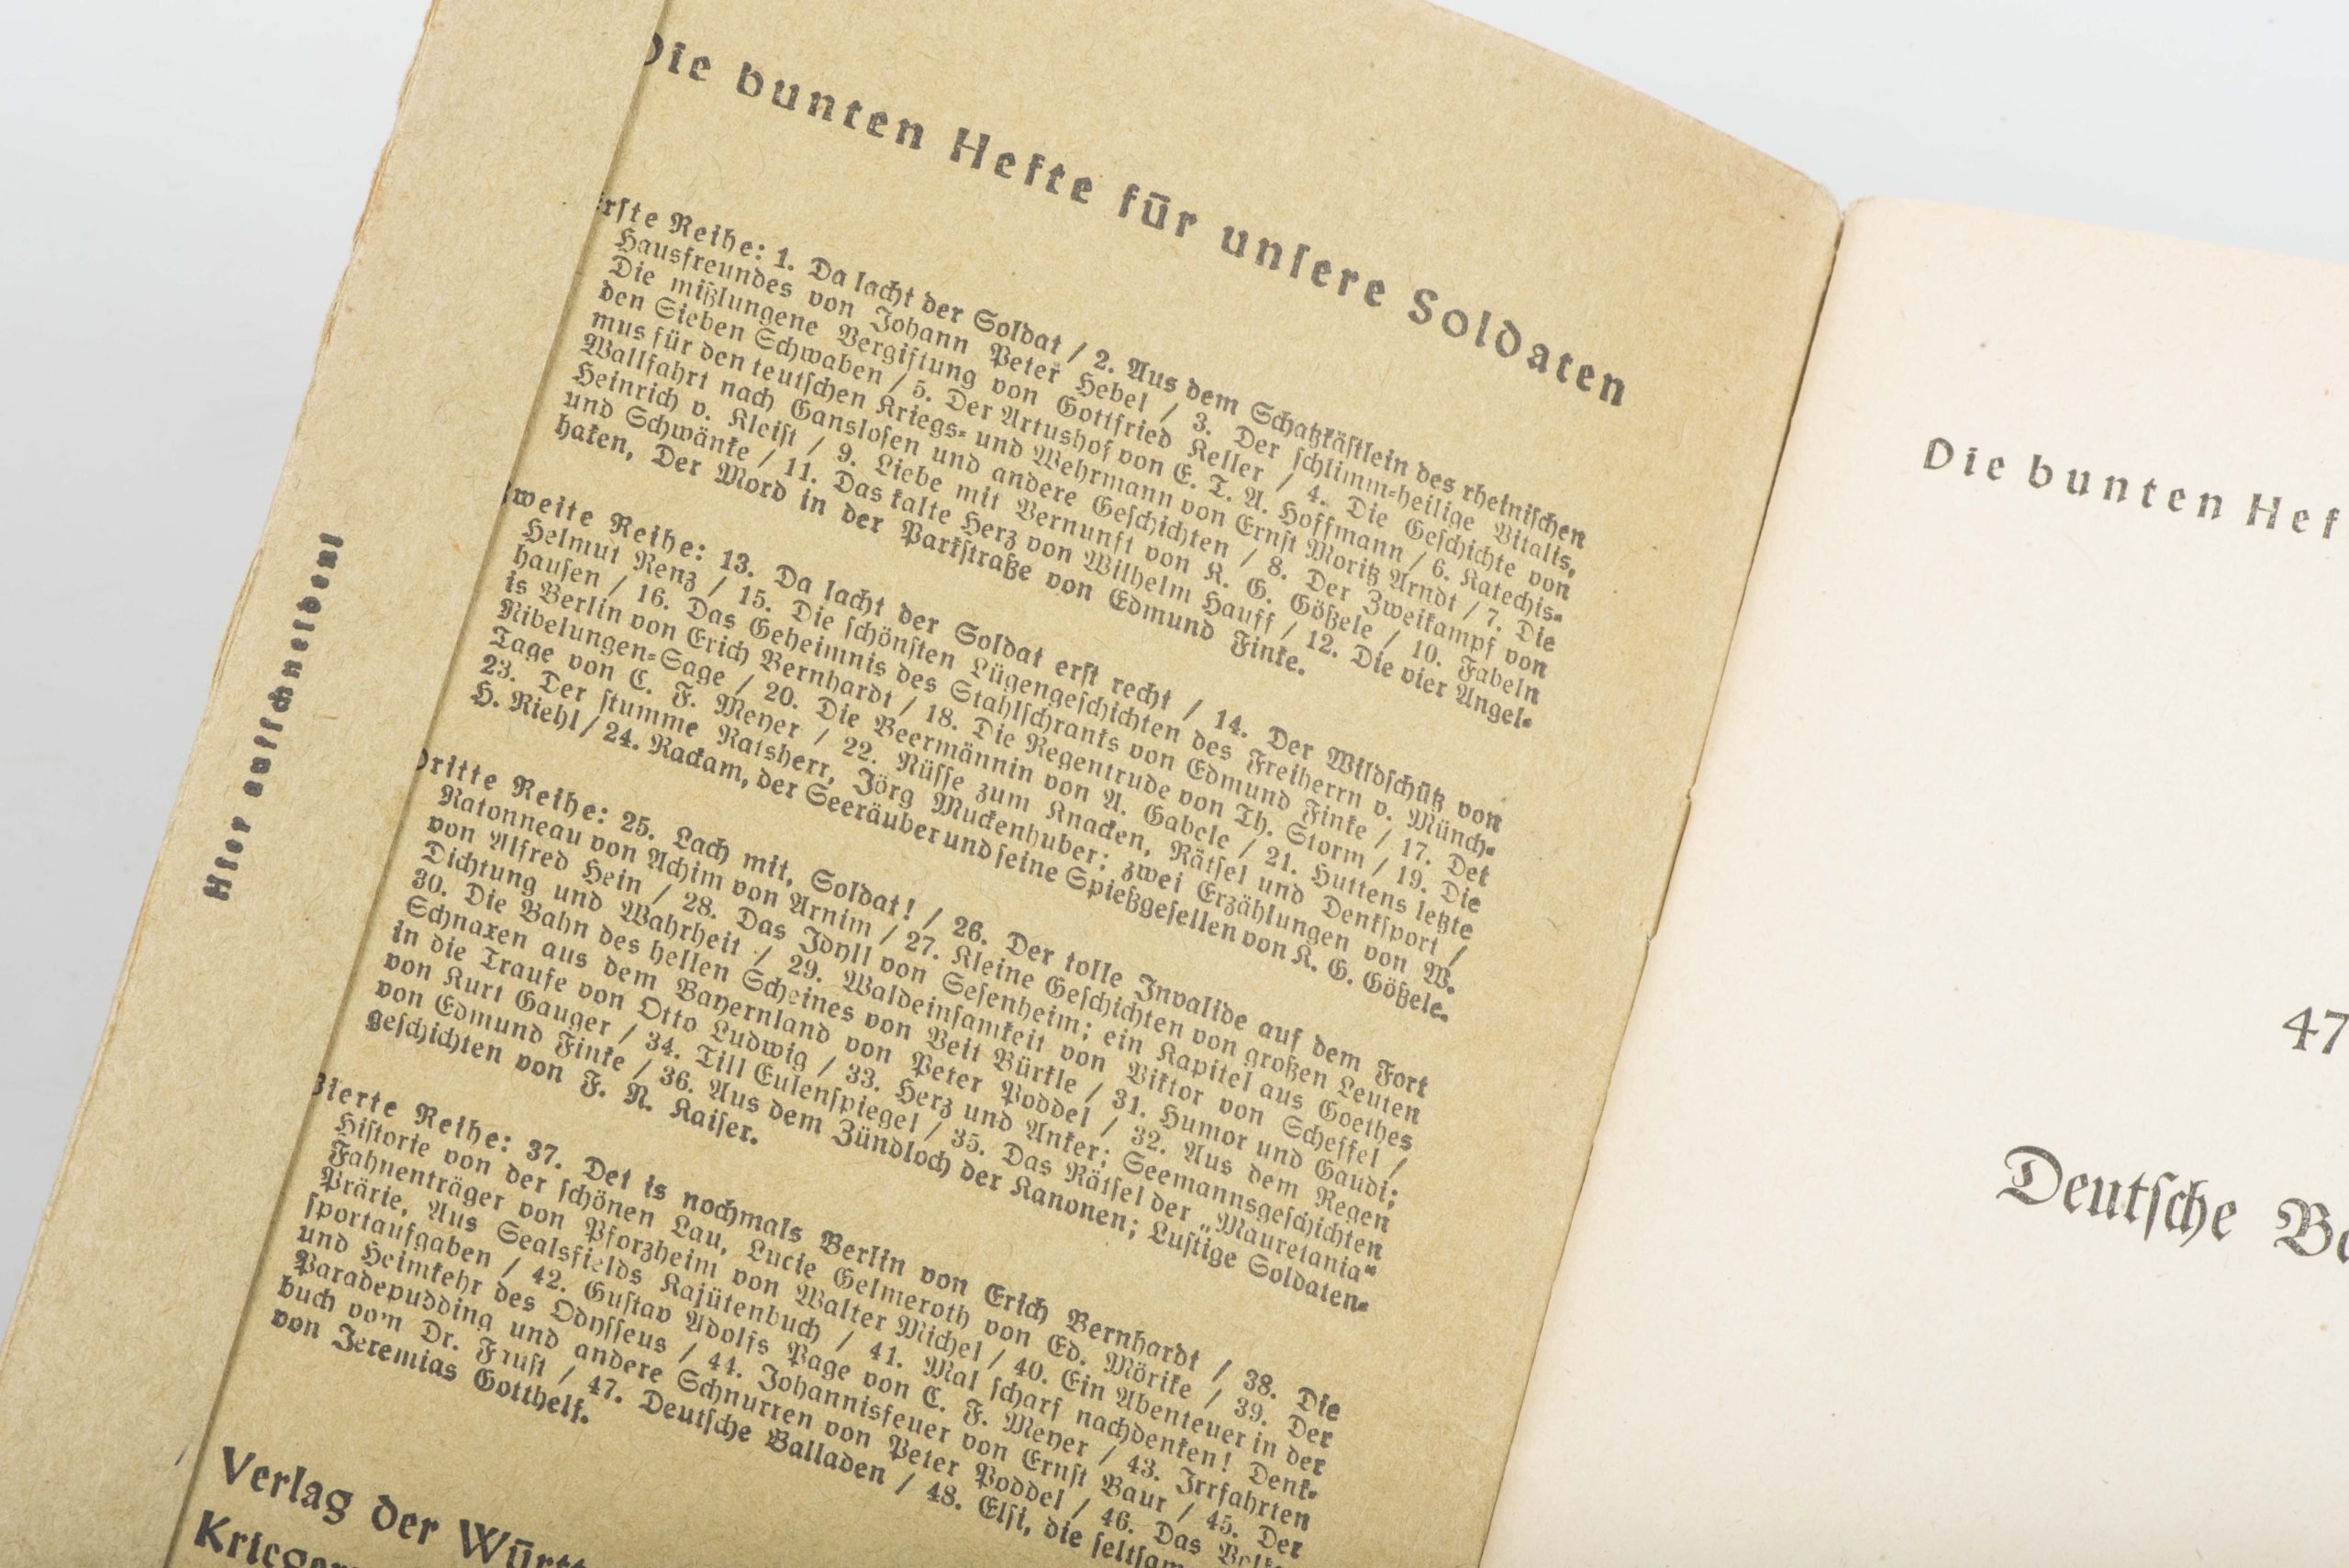 Die bunten Hefte für unsere Soldaten
Erste Reihe: 1. Da lacht der Soldat / 2. Aus dem Schatzkästlein des rheinischen
Hausfreundes von Johann Peter Hebel / 3. Der schlimm-heilige Vitalis,
Die mißlungene Vergiftung von Gottfried Keller / 4. Die Geschichte von
den Sieben Schwaben / 5. Der Artushof von E. T. A. Hoffmann / 6. Katechis-
mus für den teutschen Kriegs- und Wehrmann von Ernst Moritz Arndt / 7. Die
Wallfahrt nach Ganslosen und andere Geschichten / 8. Der Zweikampf von
Heinrich v. Kleist / 9. Liebe mit Vernunft von K. G. Gößele / 10. Fabeln
und Schwänke / 11. Das kalte Herz von Wilhelm Hauff / 12. Die vier Angel-
haken, Der Mord in der Parkstraße von Edmund Finke.
Zweite Reihe: 13. Da lacht der Soldat erst recht / 14. Der Wildschütz von
Helmut Renz / 15. Die schönsten Lügengeschichten des Freiherrn v. Münch-
hausen / 16. Das Geheimnis des Stahlschranks von Edmund Finke / 17. Det
is Berlin von Erich Bernhardt / 18. Die Regentrude von Th. Storm / 19. Die
Nibelungen-Sage / 20. Die Beermännin von A. Gabele / 21. Huttens letzte
Tage von C. F. Meyer / 22. Nüsse zum Knacken, Rätsel und Denksport /
23. Der stumme Ratsherr, Jörg Muckenhuber; zwei Erzählungen von W.
H. Riehl / 24. Rackam, der Seeräuber und seine Spießgesellen von K. G. Gößele.
Dritte Reihe: 25. Lach mit, Soldat! / 26. Der tolle Invalide auf dem Fort
Ratonneau von Achim von Arnim / 27. Kleine Geschichten von großen Leuten
von Alfred Hein / 28. Das Idyll von Sesenheim; ein Kapitel aus Goethes
Dichtung und Wahrheit / 29. Waldeinsamkeit von Viktor von Scheffel /
30. Die Bahn des hellen Scheines von Veit Bürkle / 31. Humor und Gaudi;
Schnaxen aus dem Bayernland von Peter Poddel / 32. Aus dem Regen
in die Traufe von Otto Ludwig / 33. Herz und Anker; Seemannsgeschichten
von Kurt Gauger / 34. Till Eulenspiegel / 35. Das Rätsel der „Mauretania“
von Edmund Finke / 36. Aus dem Zündloch der Kanonen; Lustige Soldaten-
geschichten von F. N. Kaiser.
Vierte Reihe: 37. Det is nochmals Berlin von Erich Bernhardt / 38. Die
Historie von der schönen Lau, Lucie Gelmeroth von Ed. Mörike / 39. Der
Fahnenträger von Pforzheim von Walter Michel / 40. Ein Abenteuer in der
Prärie, Aus Sealsfields Kajütenbuch / 41. Mal scharf nachdenken! Denk-
sportaufgaben / 42. Gustav Adolfs Page von C. F. Meyer / 43. Irrfahrten
und Heimkehr des Odysseus / 44. Johannisfeuer von Ernst Baur / 45. Der
Paradepudding und andere Schnurren von Peter Poddel / 46. Das Volks-
buch vom Dr. Faust / 47. Deutsche Balladen / 48. Elsi, die seltsam
von Jeremias Gotthelf.
Verlag der Württ
Krieger
Hier aufschneiden!
Die bunten Hef
47
Deutsche Ba